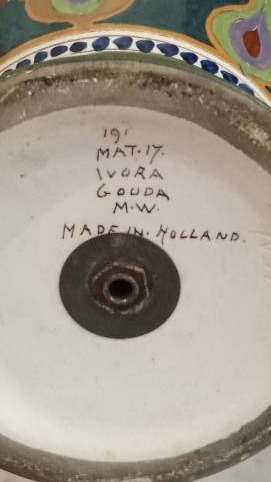 191
MAT·17.
IVORA
GOUDA
M·W.
MADE·IN·HOLLAND.